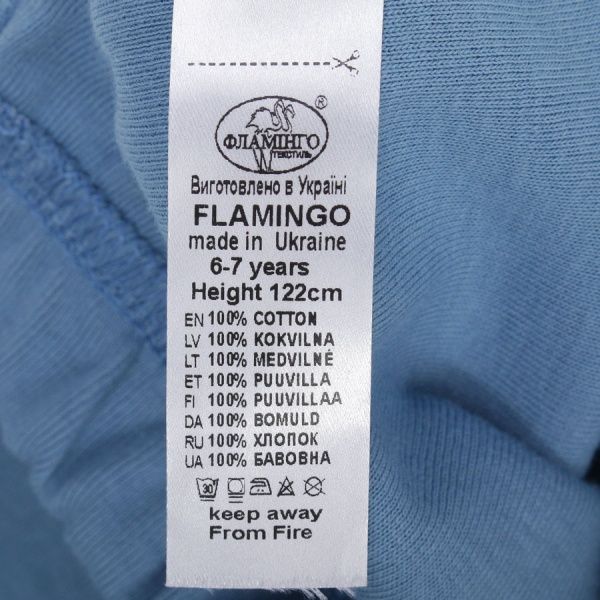 ®
ФЛАМІНГО
ТЕКСТИЛЬ
Виготовлено в Україні
FLAMINGO
made in Ukraine
6-7 years
Height 122cm
EN 100% COTTON
LV 100% KOKVILNA
LT 100% MEDVILNĖ
ET 100% PUUVILLA
FI 100% PUUVILLAA
DA 100% BOMULD
RU 100% ХЛОПОК
UA 100% БАВОВНА
30
keep away
From Fire